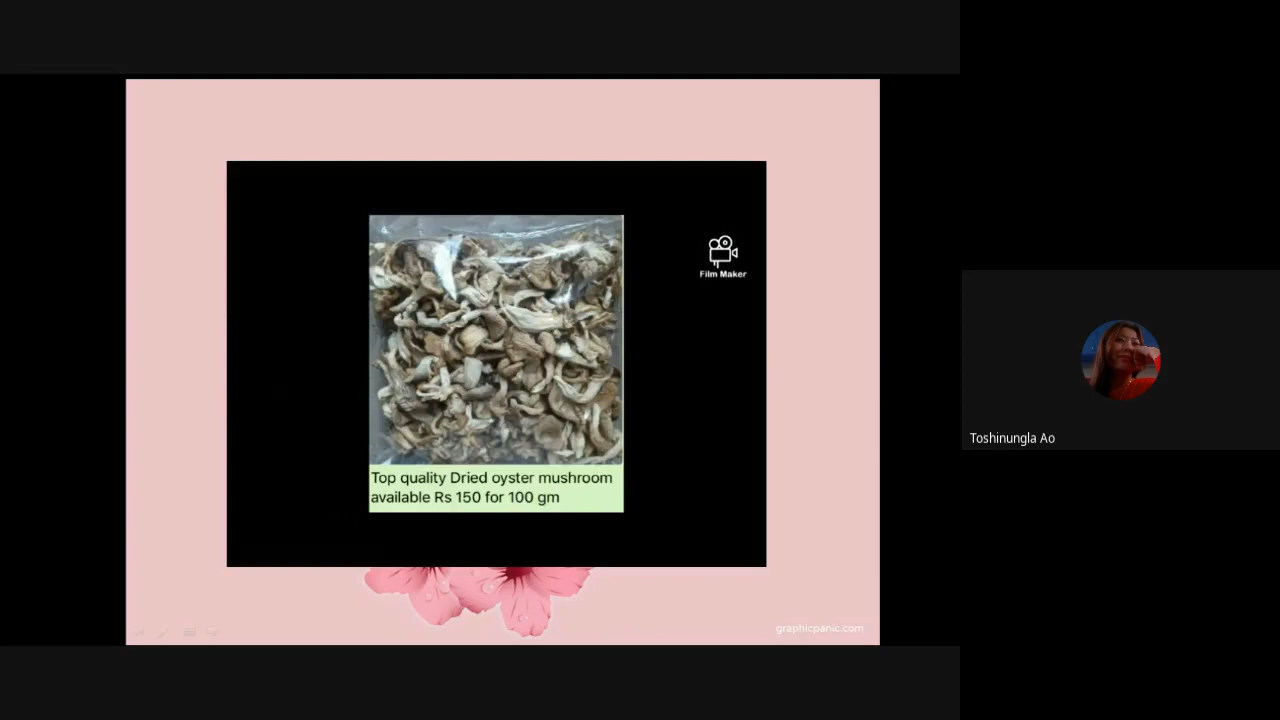 Film Maker
Top quality Dried oyster mushroom
available Rs 150 for 100 gm
Toshinungla Ao
graphicpanic.com